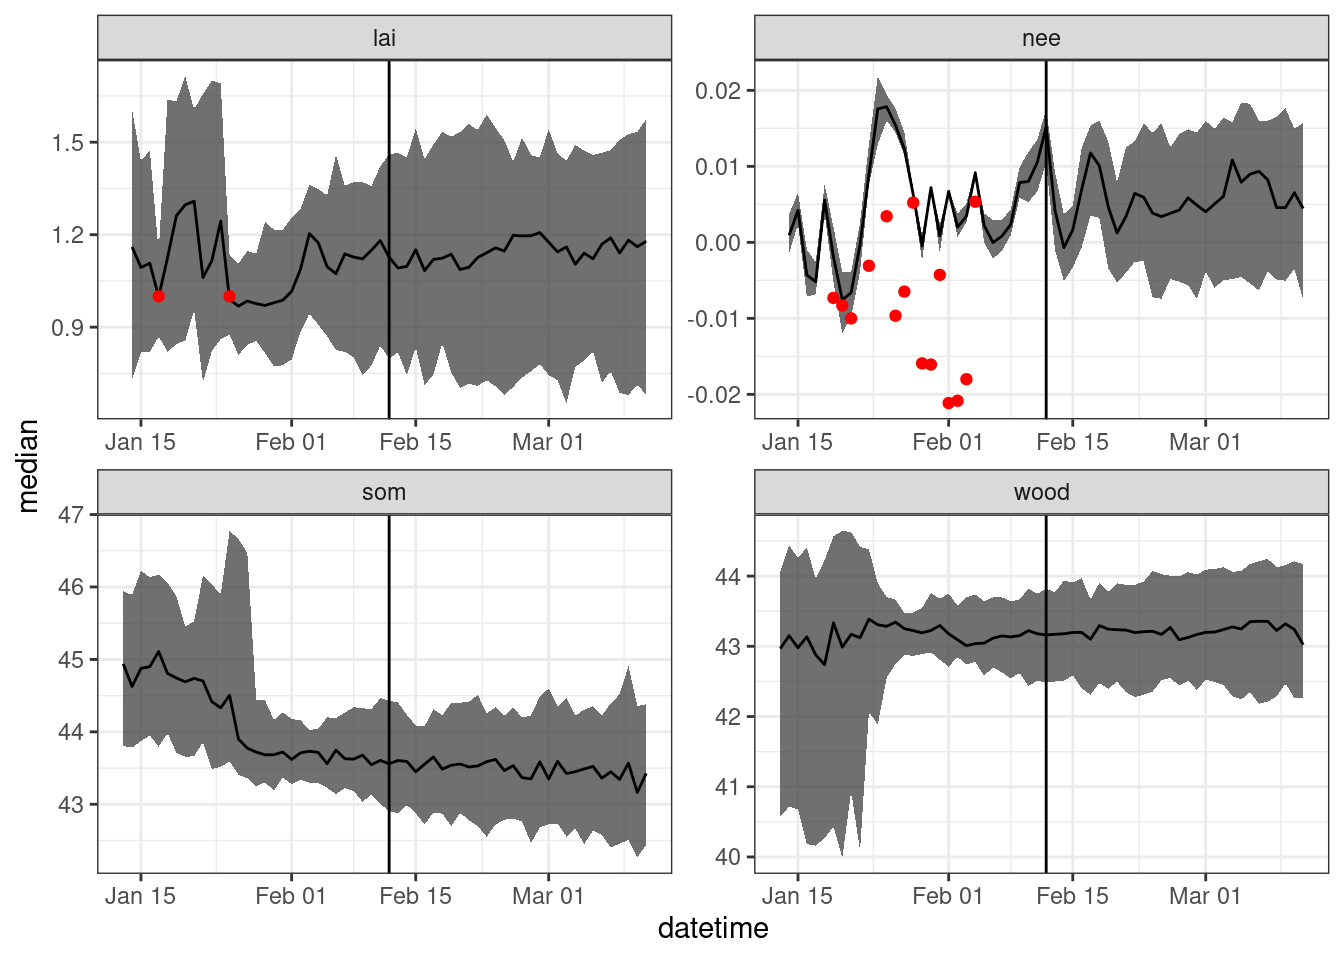 lai
nee
1.5
1.2
0.9
0.02
0.01
0.00
-0.01
-0.02
Jan 15 Feb 01 Feb 15 Mar 01
Jan 15 Feb 01 Feb 15 Mar 01
median
som
wood
47
46
45
44
43
44
43
42
41
40
Jan 15 Feb 01 Feb 15 Mar 01
Jan 15 Feb 01 Feb 15 Mar 01
datetime